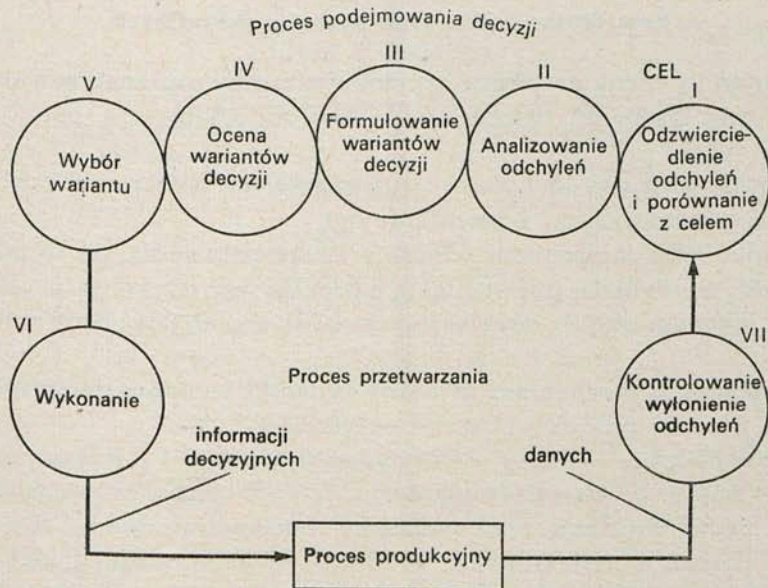 Proces podejmowania decyzji
V
IV
III
II
CEL
I
Wybór
wariantu
Ocena
wariantów
decyzji
Formułowanie
wariantów
decyzji
Analizowanie
odchyleń
Odzwiercie-
dlenie
odchyleń
i porównanie
z celem
VI
VII
Wykonanie
Proces przetwarzania
Kontrolowanie
wyłonienie
odchyleń
informacji
decyzyjnych
danych
Proces produkcyjny